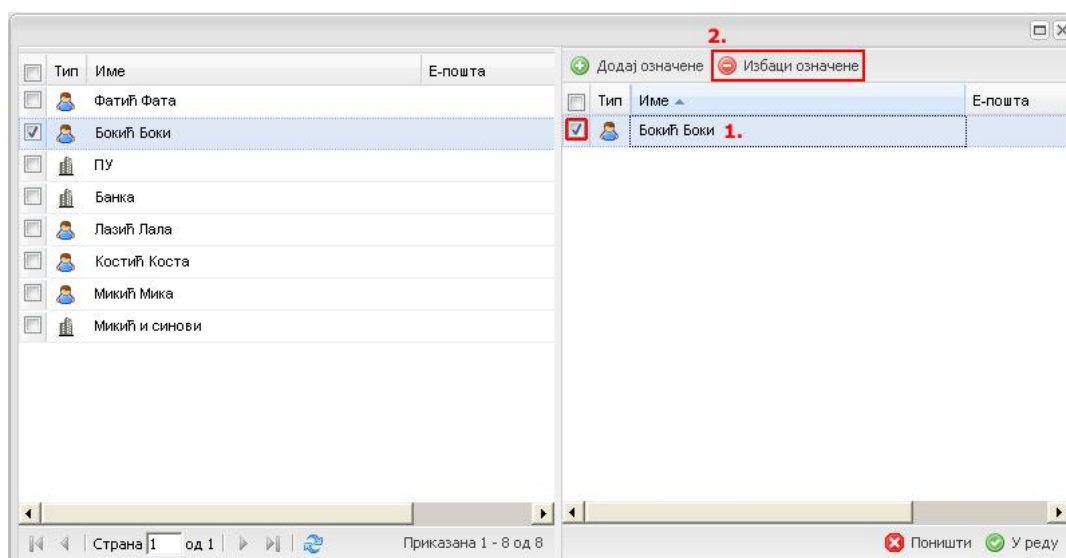 2.
Тип Име Е-пошта
Фатић Фата
Бокић Боки
ПУ
Банка
Лазић Лала
Костић Коста
Микић Мика
Микић и синови
Страна 1 од 1 Приказана 1 - 8 од 8
Додај означене Избаци означене
Тип Име Е-пошта
Бокић Боки 1.
Поништи У реду